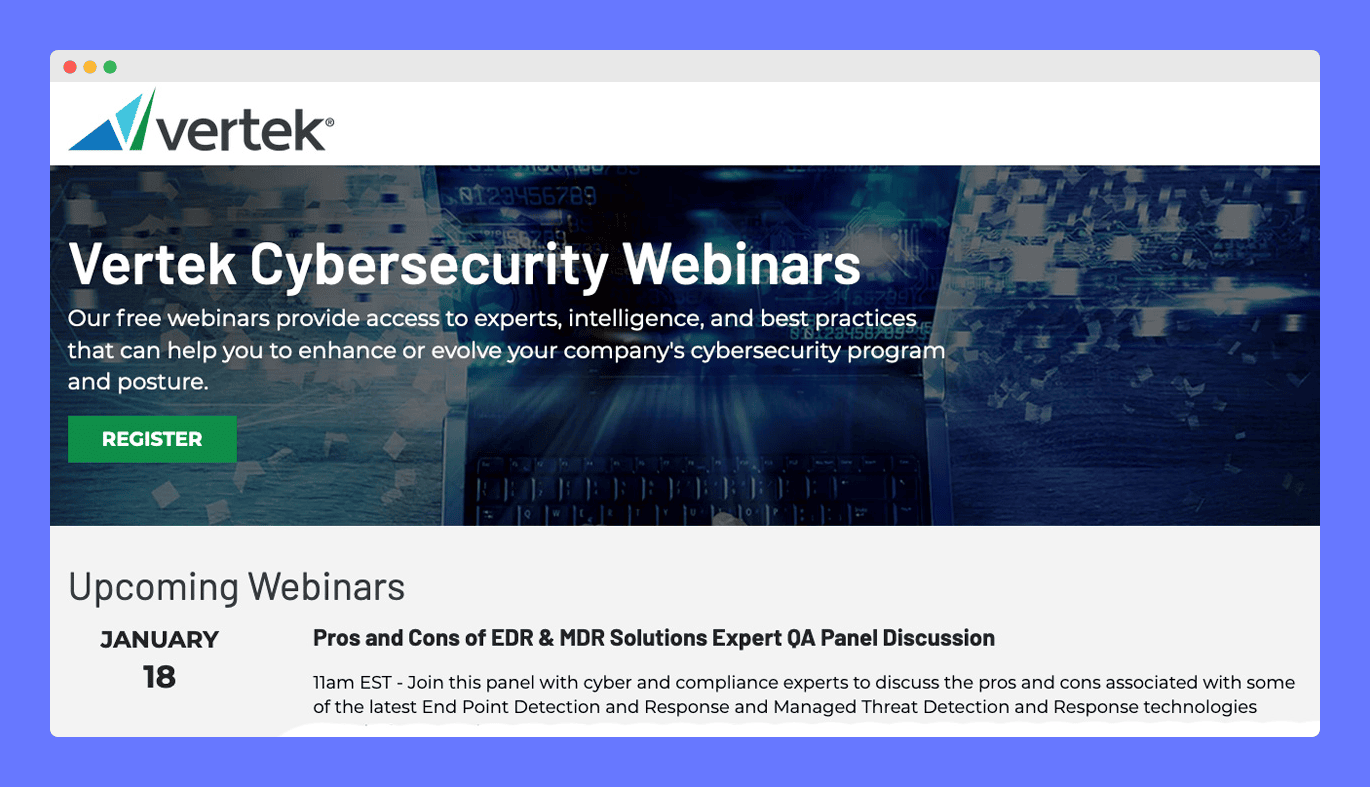 vertek®
0123456789
Vertek Cybersecurity Webinars
Our free webinars provide access to experts, intelligence, and best practices
that can help you to enhance or evolve your company's cybersecurity program
and posture.
REGISTER
Upcoming Webinars
JANUARY
18
Pros and Cons of EDR & MDR Solutions Expert QA Panel Discussion
11am EST - Join this panel with cyber and compliance experts to discuss the pros and cons associated with some
of the latest End Point Detection and Response and Managed Threat Detection and Response technologies